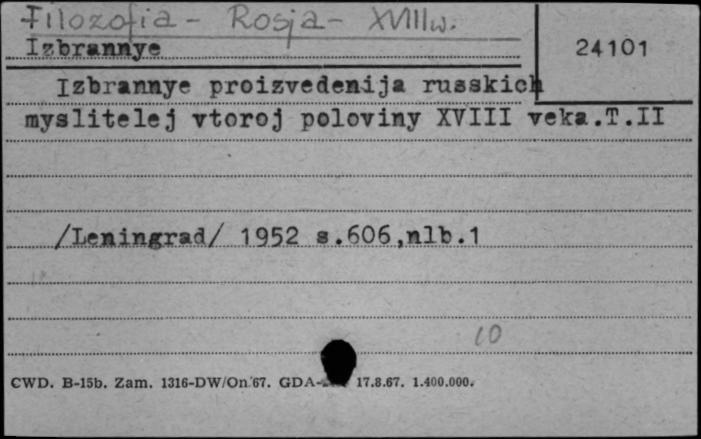 Filozofia - Rosja - XVIII w.
Izbrannye
24101
Izbrannye proizvedenija russkich
myslitelej vtoroj poloviny XVIII veka.T.II
/Leningrad/ 1952 s.606,nlb.1
10
CWD. B-15b. Zam. 1316-DW/On 67. GDA- 17.8.67. 1.400.000.